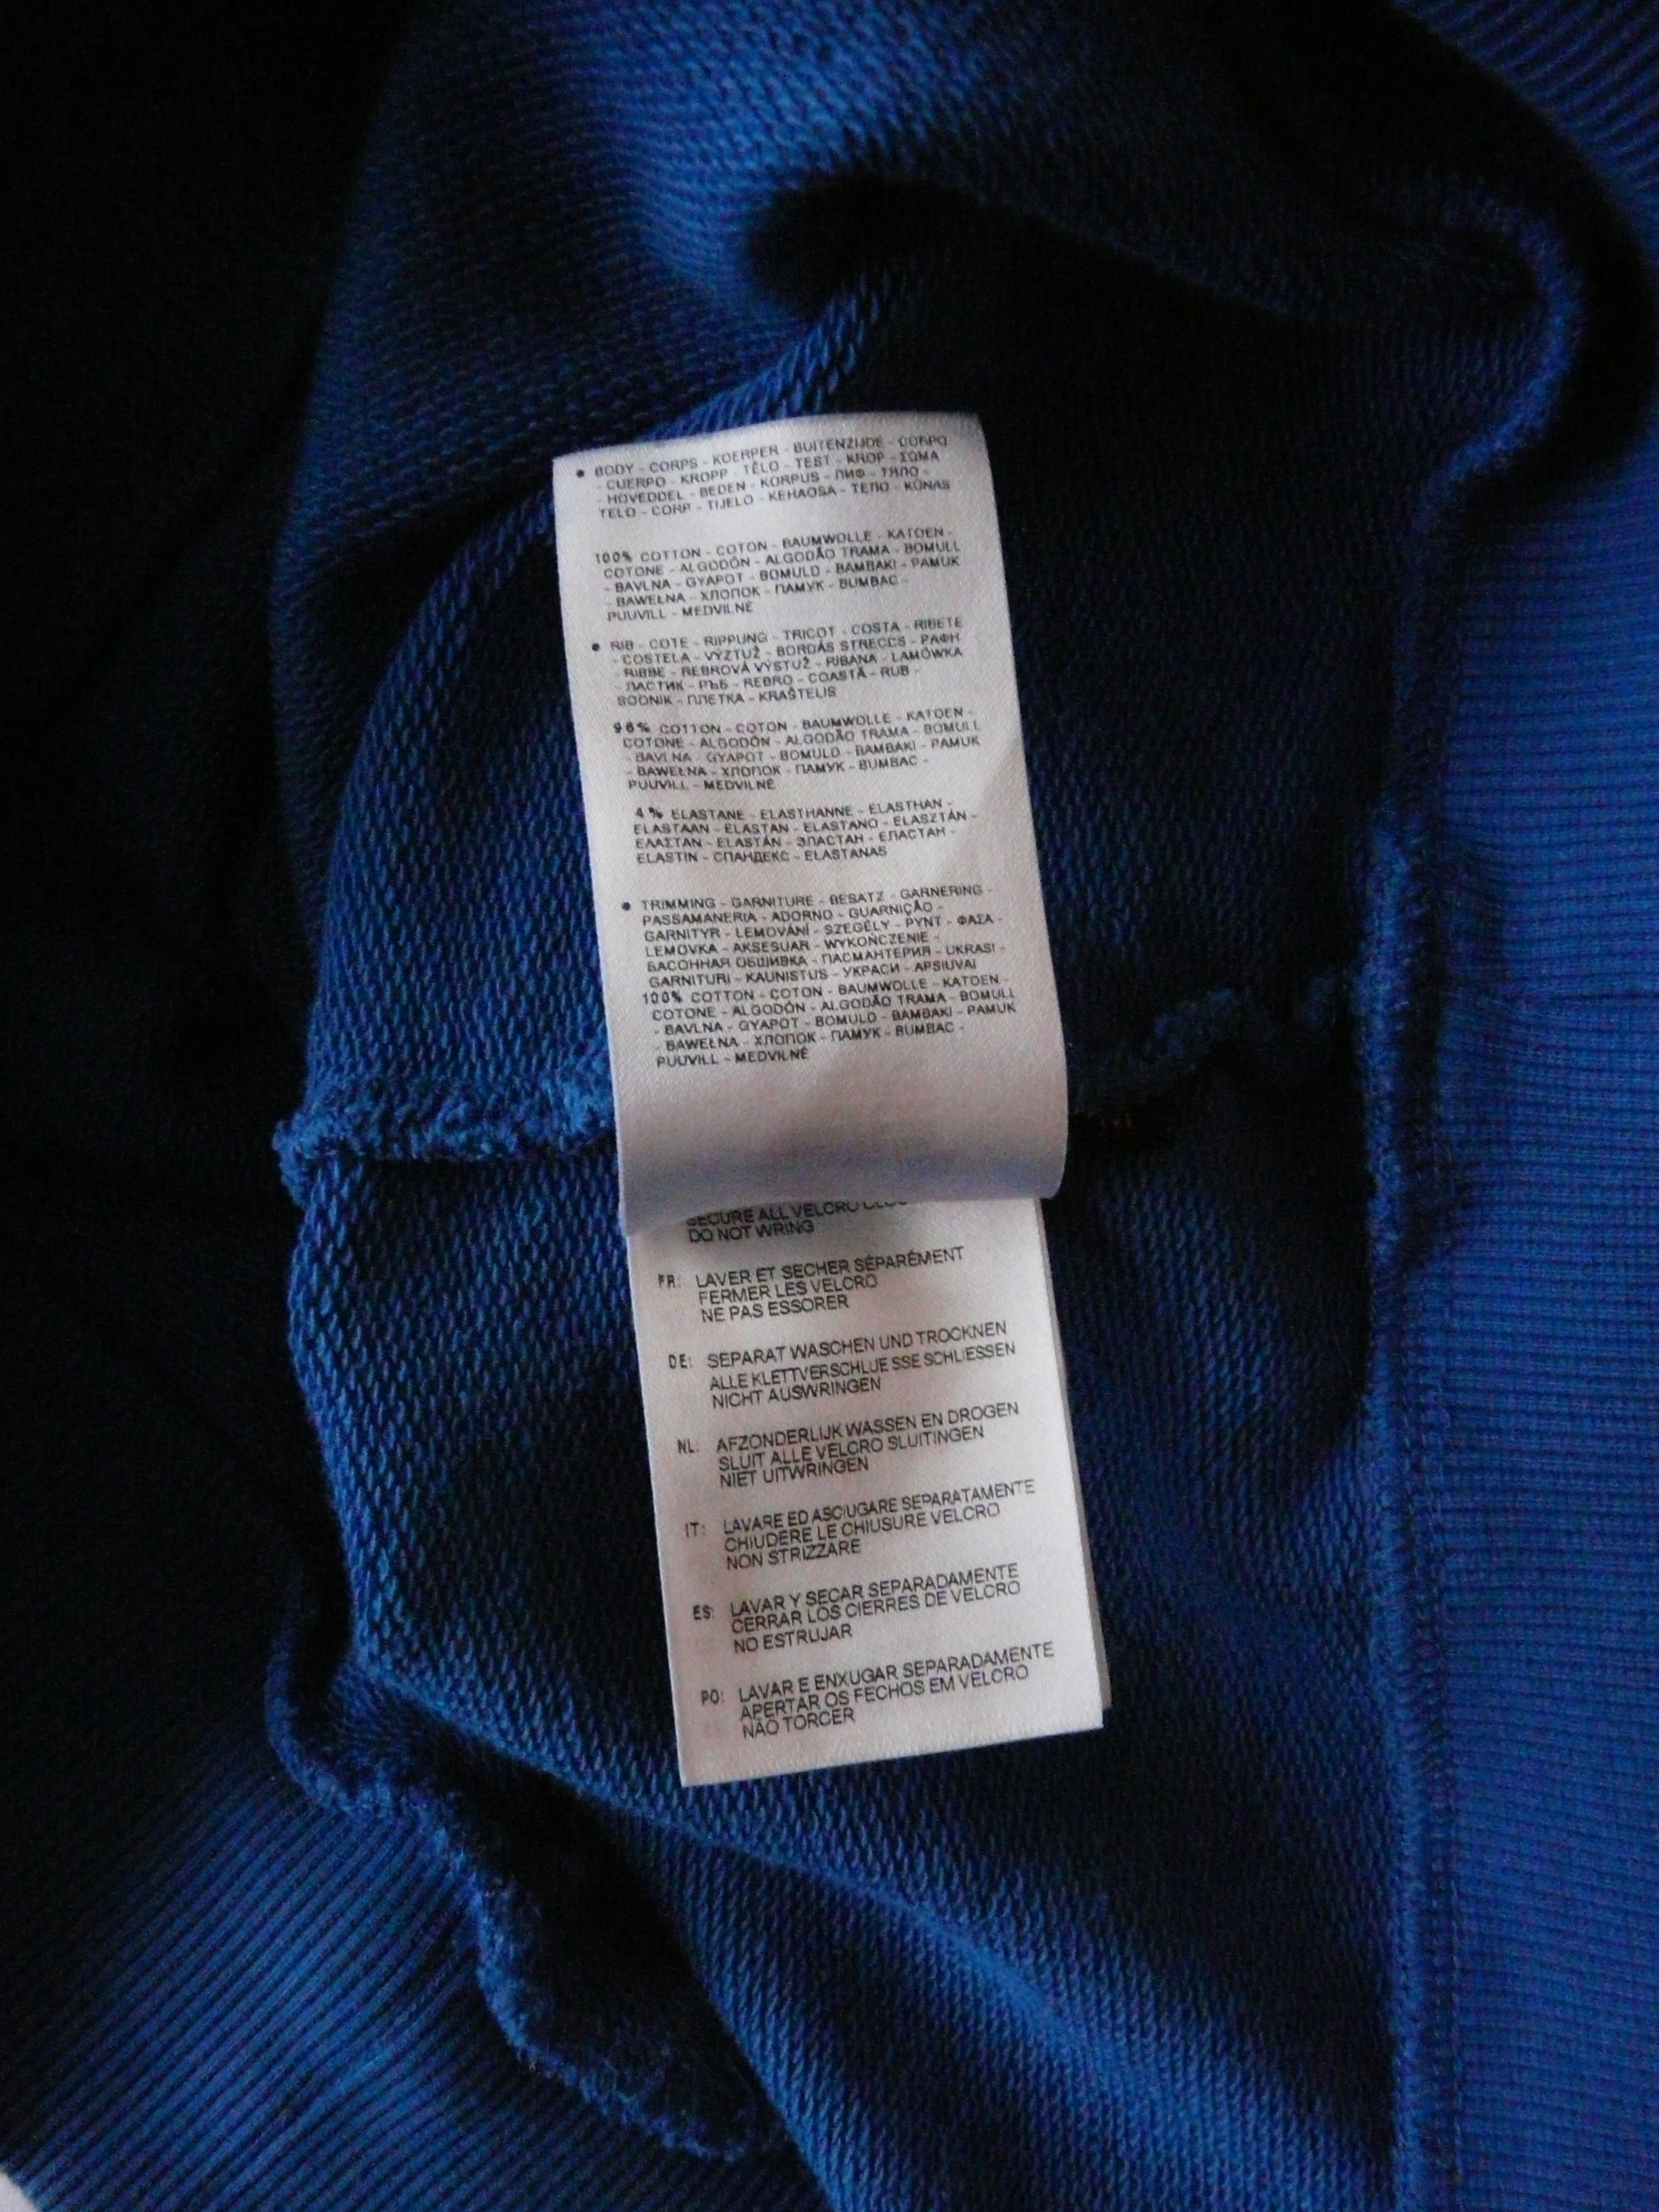 • BODY - CORPS - KOERPER - BUITENZIJDE - CORPO
- CUERPO - KROPP - TĚLO - TEST - KROP - ΣΩMA
- HOVEDDEL - BEDEN - KORPUS - ЛИФ - ТЯЛО -
TELO - CORP - TIJELO - KEHAOSA - ТЕЛО - KŪNAS
100% COTTON - COTON - BAUMWOLLE - KATOEN -
COTONE - ALGODÓN - ALGODÃO TRAMA - BOMULL
- BAVLNA - GYAPOT - BOMULD - BAMBAKI - PAMUK
- BAWEŁNA - ХЛОПОК - ПАМУК - BUMBAC -
PUUVILL - MEDVILNĖ
• RIB - COTE - RIPPUNG - TRICOT - COSTA - RIBETE
- COSTELA - VÝZTUŽ - BORDÁS STRECCS - ΡΑΦΗ
- RIBBE - REBROVÁ VÝSTUŽ - RIBANA - LAMÓWKA
- ЛАСТИК - РЪБ - REBRO - COASTĂ - RUB -
SOONIK - ПЛЕТКА - KRAŠTELIS
96% COTTON - COTON - BAUMWOLLE - KATOEN -
COTONE - ALGODÓN - ALGODÃO TRAMA - BOMULL
- BAVLNA - GYAPOT - BOMULD - BAMBAKI - PAMUK
- BAWEŁNA - ХЛОПОК - ПАМУК - BUMBAC -
PUUVILL - MEDVILNĖ
4% ELASTANE - ELASTHANNE - ELASTHAN -
ELASTAAN - ELASTAN - ELASTANO - ELASZTÁN -
ΕΛΑΣΤΑΝ - ELASTÁN - ЭЛАСТАН - ЕЛАСТАН -
ELASTIN - СПАНДЕКС - ELASTANAS
• TRIMMING - GARNITURE - BESATZ - GARNERING -
PASSAMANERIA - ADORNO - GUARNIÇÃO -
GARNITYR - LEMOVÁNÍ - SZEGÉLY - PYNT - ΦΑΣΑ -
LEMOVKA - AKSESUAR - WYKOŃCZENIE -
БАСОННАЯ ОБШИВКА - ПАСМАНТЕРИЯ - UKRASI -
GARNITURI - KAUNISTUS - УКРАСИ - APSIUVAI
100% COTTON - COTON - BAUMWOLLE - KATOEN -
COTONE - ALGODÓN - ALGODÃO TRAMA - BOMULL
- BAVLNA - GYAPOT - BOMULD - BAMBAKI - PAMUK
- BAWEŁNA - ХЛОПОК - ПАМУК - BUMBAC -
PUUVILL - MEDVILNĖ
SECURE ALL VELCRO
DO NOT WRING
FR: LAVER ET SECHER SÉPARÉMENT
FERMER LES VELCRO
NE PAS ESSORER
DE: SEPARAT WASCHEN UND TROCKNEN
ALLE KLETTVERSCHLUE SSE SCHLIESSEN
NICHT AUSWRINGEN
NL: AFZONDERLIJK WASSEN EN DROGEN
SLUIT ALLE VELCRO SLUITINGEN
NIET UITWRINGEN
IT: LAVARE ED ASCIUGARE SEPARATAMENTE
CHIUDERE LE CHIUSURE VELCRO
NON STRIZZARE
ES: LAVAR Y SECAR SEPARADAMENTE
CERRAR LOS CIERRES DE VELCRO
NO ESTRUJAR
PO: LAVAR E ENXUGAR SEPARADAMENTE
APERTAR OS FECHOS EM VELCRO
NÃO TORCER